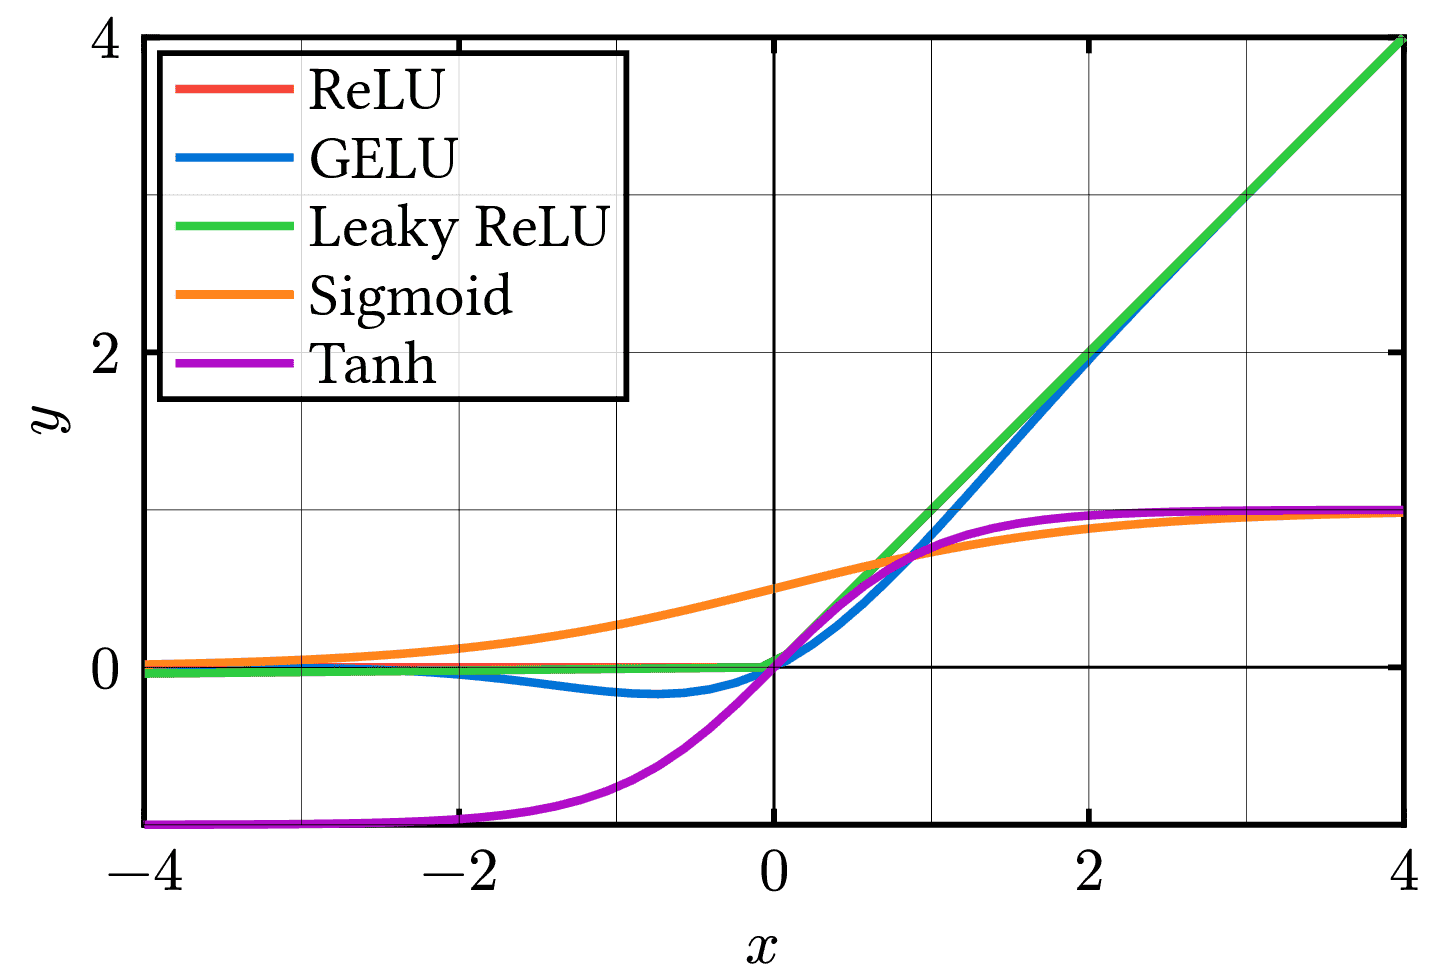 4
ReLU
GELU
Leaky ReLU
Sigmoid
Tanh
2
y
0
−4 −2 0 2 4
x